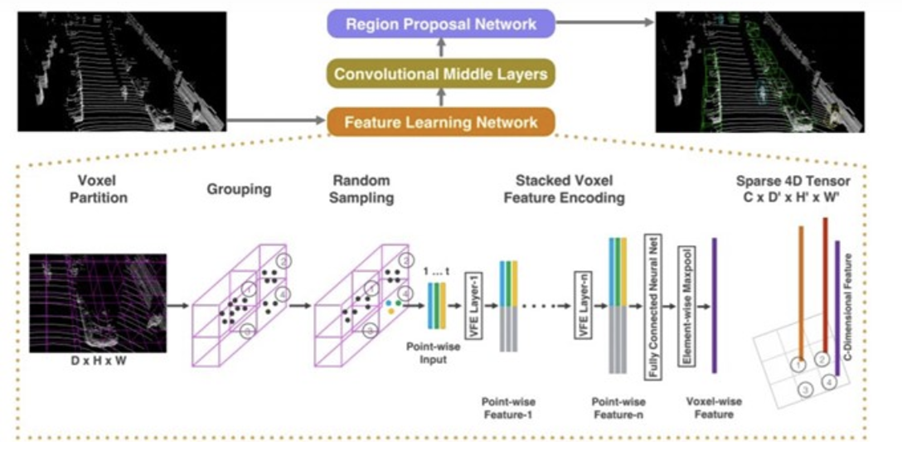 Region Proposal Network
Convolutional Middle Layers
Feature Learning Network
Voxel
Partition
Grouping
Random
Sampling
Stacked Voxel
Feature Encoding
Sparse 4D Tensor
C x D' x H' x W'
D x H x W
1
2
3
4
1
2
3
4
1 ... t
Point-wise
Input
VFE Layer-1
Point-wise
Feature-1
VFE Layer-n
Point-wise
Feature-n
Fully Connected Neural Net
Element-wise Maxpool
Voxel-wise
Feature
C-Dimensional Feature
1
2
3
4